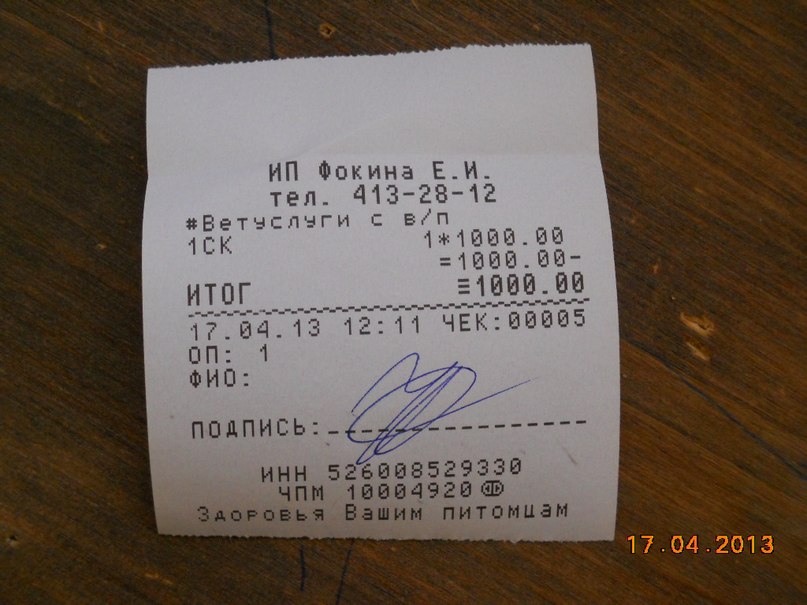 ИП Фокина Е.И.
тел. 413-28-12
#Ветуслуги с в/п
1СК 1*1000.00
=1000.00-
ИТОГ ≡1000.00
17.04.13 12:11 ЧЕК:00005
ОП: 1
ФИО:
ПОДПИСЬ:
ИНН 526008529330
ЧПМ 10004920
Здоровья Вашим питомцам
17.04.2013